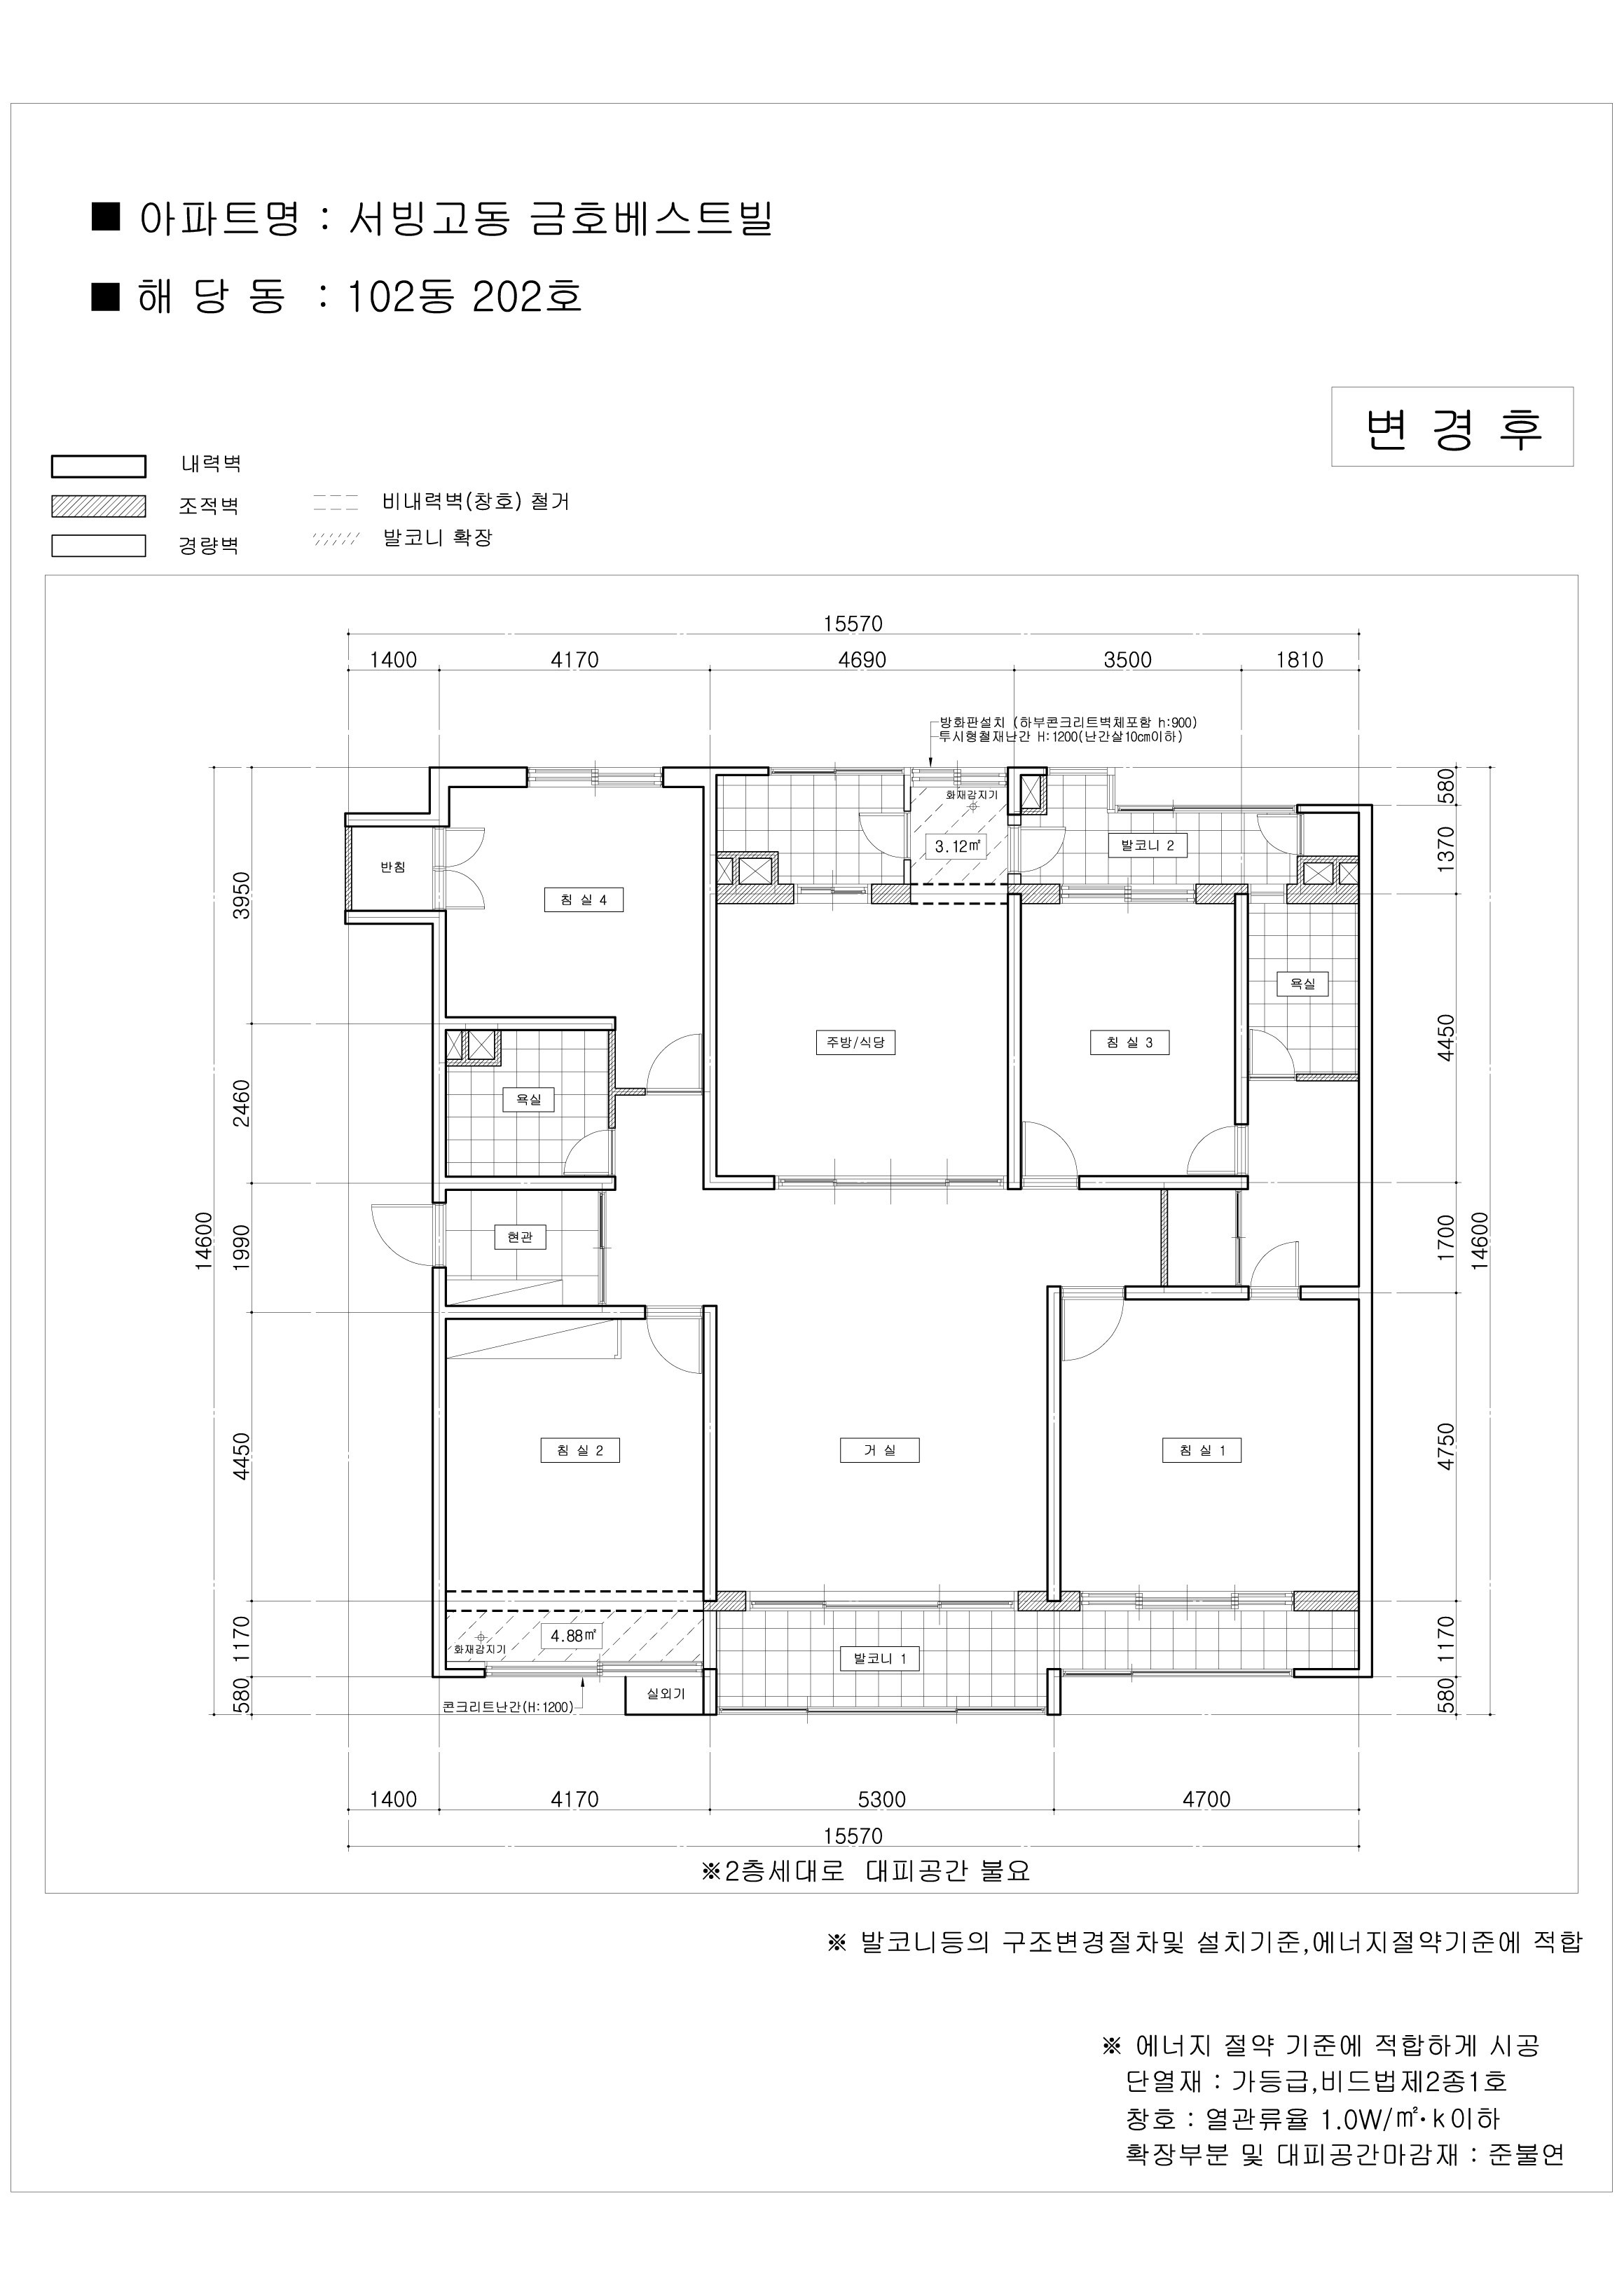 ■ 아파트명 : 서빙고동 금호베스트빌
■ 해 당 동 : 102동 202호
변 경 후
내력벽
조적벽
경량벽
비내력벽(창호) 철거
발코니 확장
15570
1400 4170 4690 3500 1810
방화판설치 (하부콘크리트벽체포함 h:900)
투시형철재난간 H:1200(난간살10cm이하)
화재감지기
3.12㎡
발코니 2
반침
침 실 4
욕실
주방/식당
침 실 3
욕실
현관
침 실 2
거 실
침 실 1
4.88㎡
화재감지기
발코니 1
실외기
콘크리트난간(H:1200)
3950
2460
1990
4450
1170
580
14600
580
1370
4450
1700
4750
1170
580
14600
1400 4170 5300 4700
15570
※2층세대로 대피공간 불요
※ 발코니등의 구조변경절차및 설치기준,에너지절약기준에 적합
※ 에너지 절약 기준에 적합하게 시공
단열재 : 가등급,비드법제2종1호
창호 : 열관류율 1.0W/㎡·k이하
확장부분 및 대피공간마감재 : 준불연